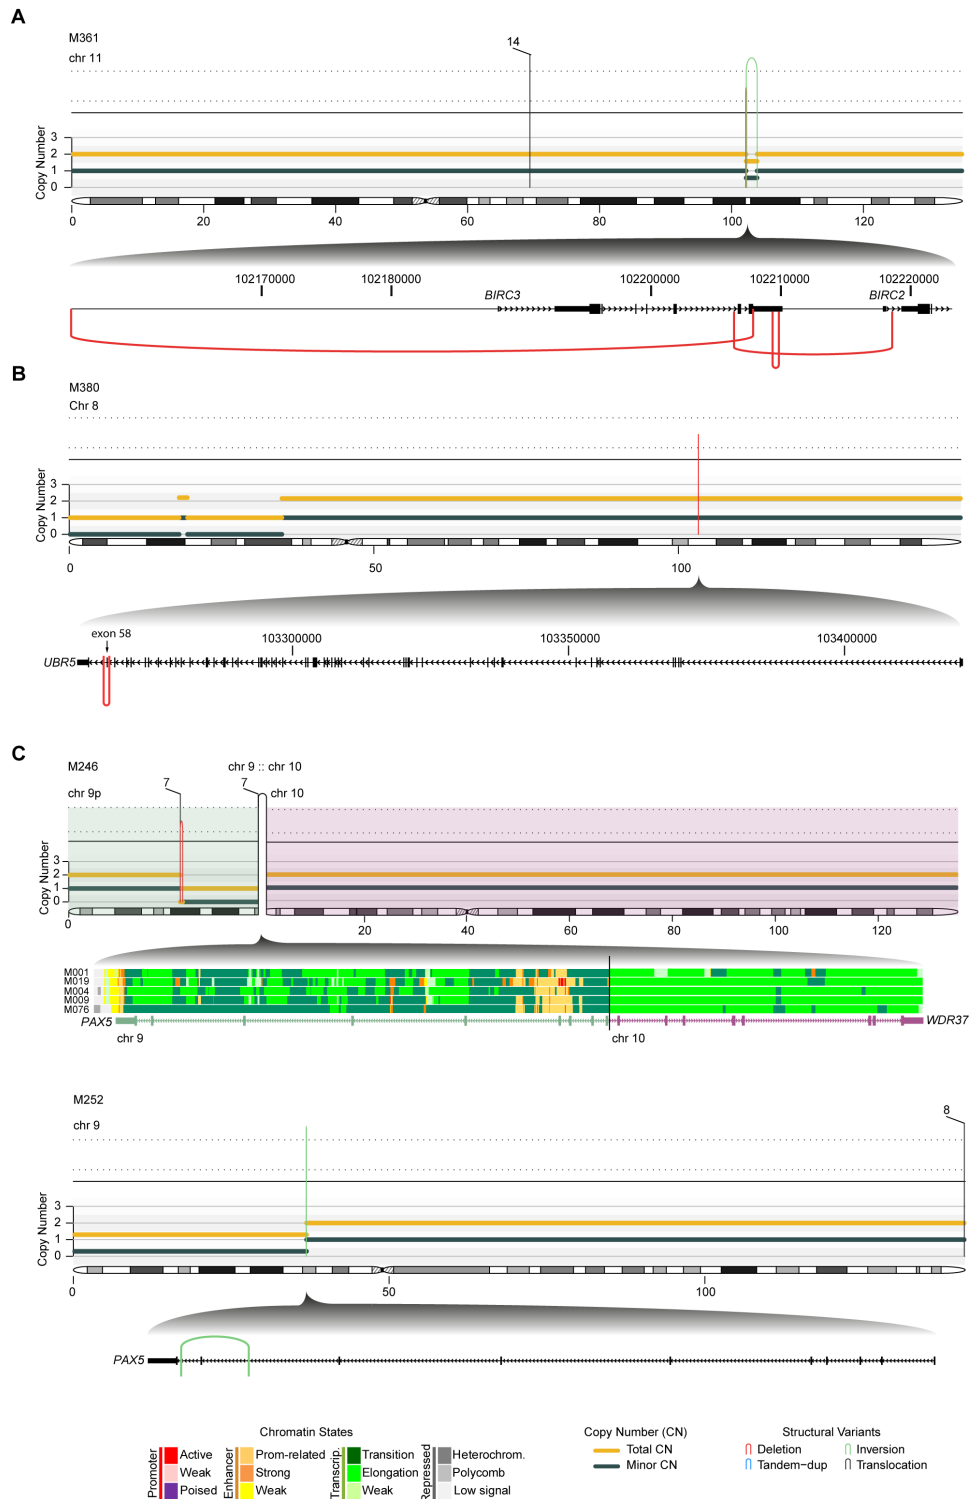 A
M361
chr 11
14
Copy Number
3
2
1
0
0 20 40 60 80 100 120
102170000 102180000 102200000 102210000 102220000
BIRC3 BIRC2
B
M380
Chr 8
Copy Number
3
2
1
0
0 50 100
exon 58
103300000 103350000 103400000
UBR5
C
M246
chr 9 :: chr 10
chr 9p
7
7
chr 10
Copy Number
3
2
1
0
0 20 40 60 80 100 120
M001
M019
M004
M009
M076
PAX5 WDR37
chr 9 chr 10
M252
chr 9
8
Copy Number
3
2
1
0
0 50 100
PAX5
Chromatin States
Promoter
Active
Weak
Poised
Enhancer
Prom-related
Strong
Weak
Transcrip.
Transition
Elongation
Weak
Repressed
Heterochrom.
Polycomb
Low signal
Copy Number (CN)
Total CN
Minor CN
Structural Variants
Deletion Inversion
Tandem-dup Translocation